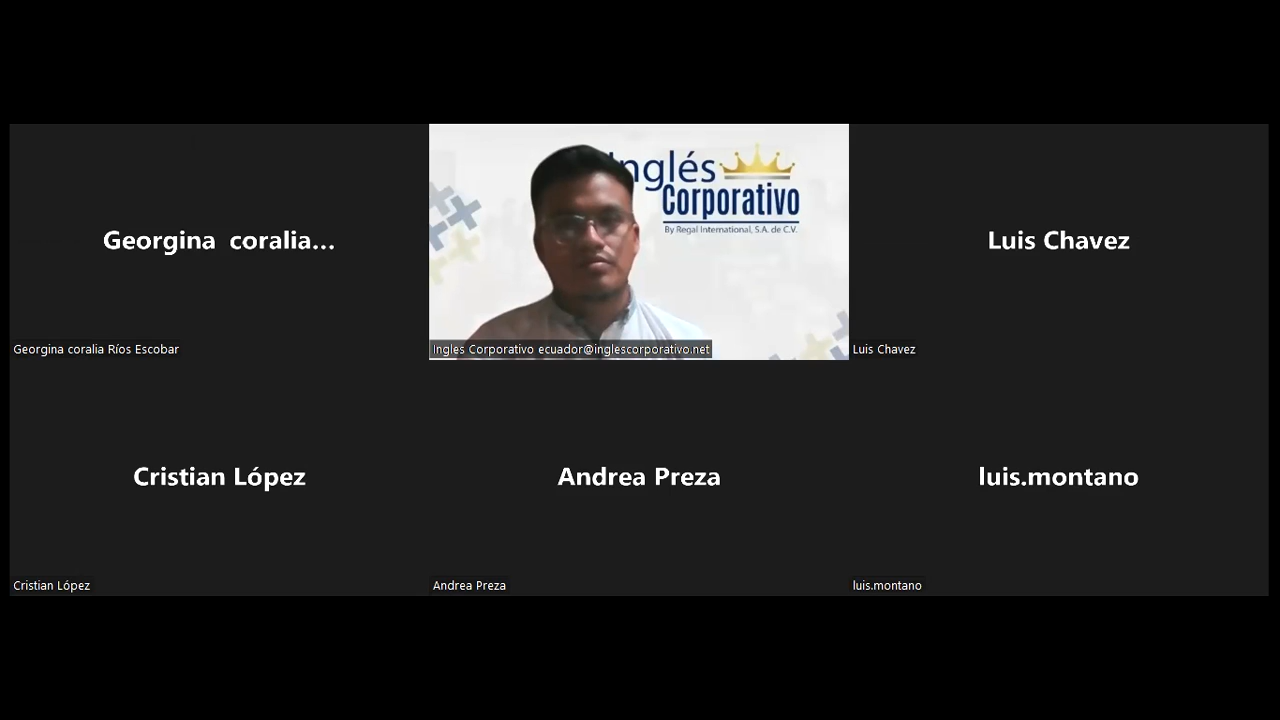 Georgina coralia...
Georgina coralia Ríos Escobar
Inglés
Corporativo
By Regal International, S.A. de C.V.
Ingles Corporativo ecuador@inglescorporativo.net
Luis Chavez
Luis Chavez
Cristian López
Cristian López
Andrea Preza
Andrea Preza
luis.montano
luis.montano